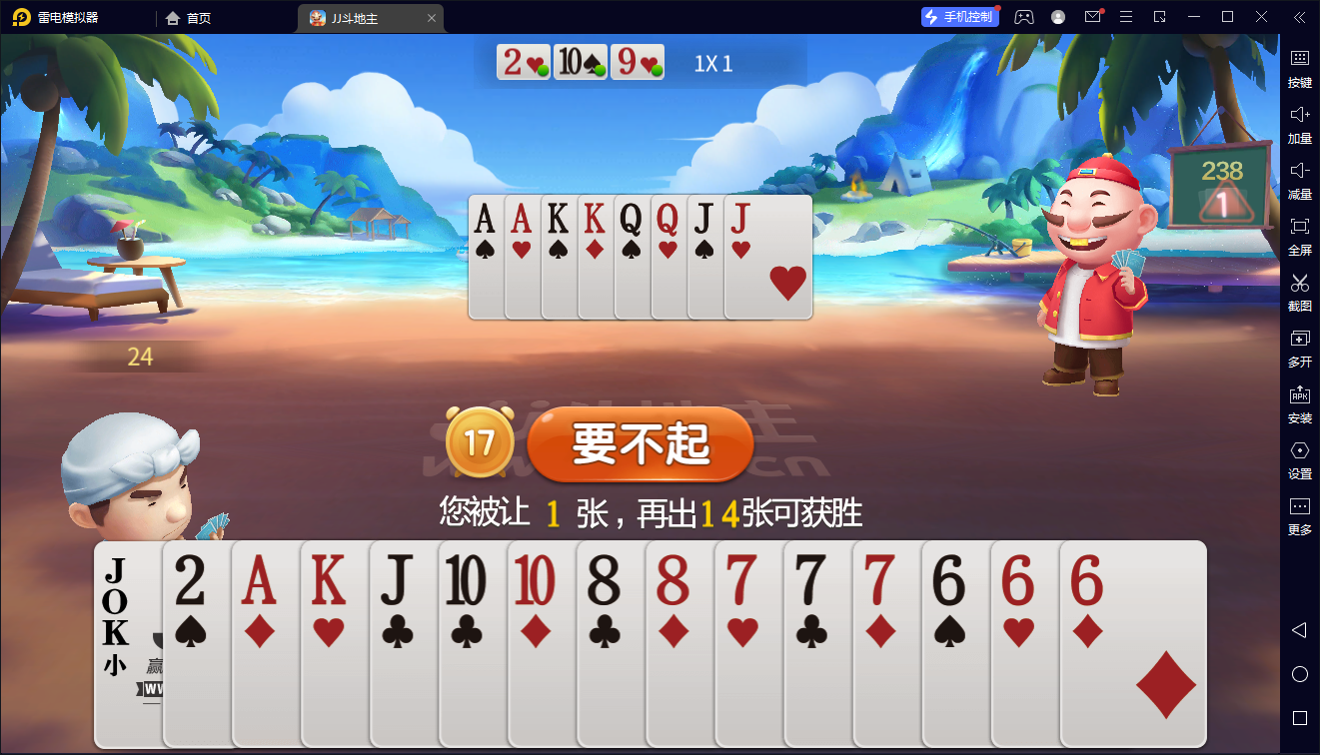 雷电模拟器
首页
JJ斗地主
手机控制
2 10 9 1X1
按键
加量
减量
全屏
截图
多开
APK
安装
设置
更多
238
1
A A K K Q Q J J
24
17 要不起
您被让 1 张，再出14张可获胜
JOK小 2 A K J 10 10 8 8 7 7 7 6 6 6